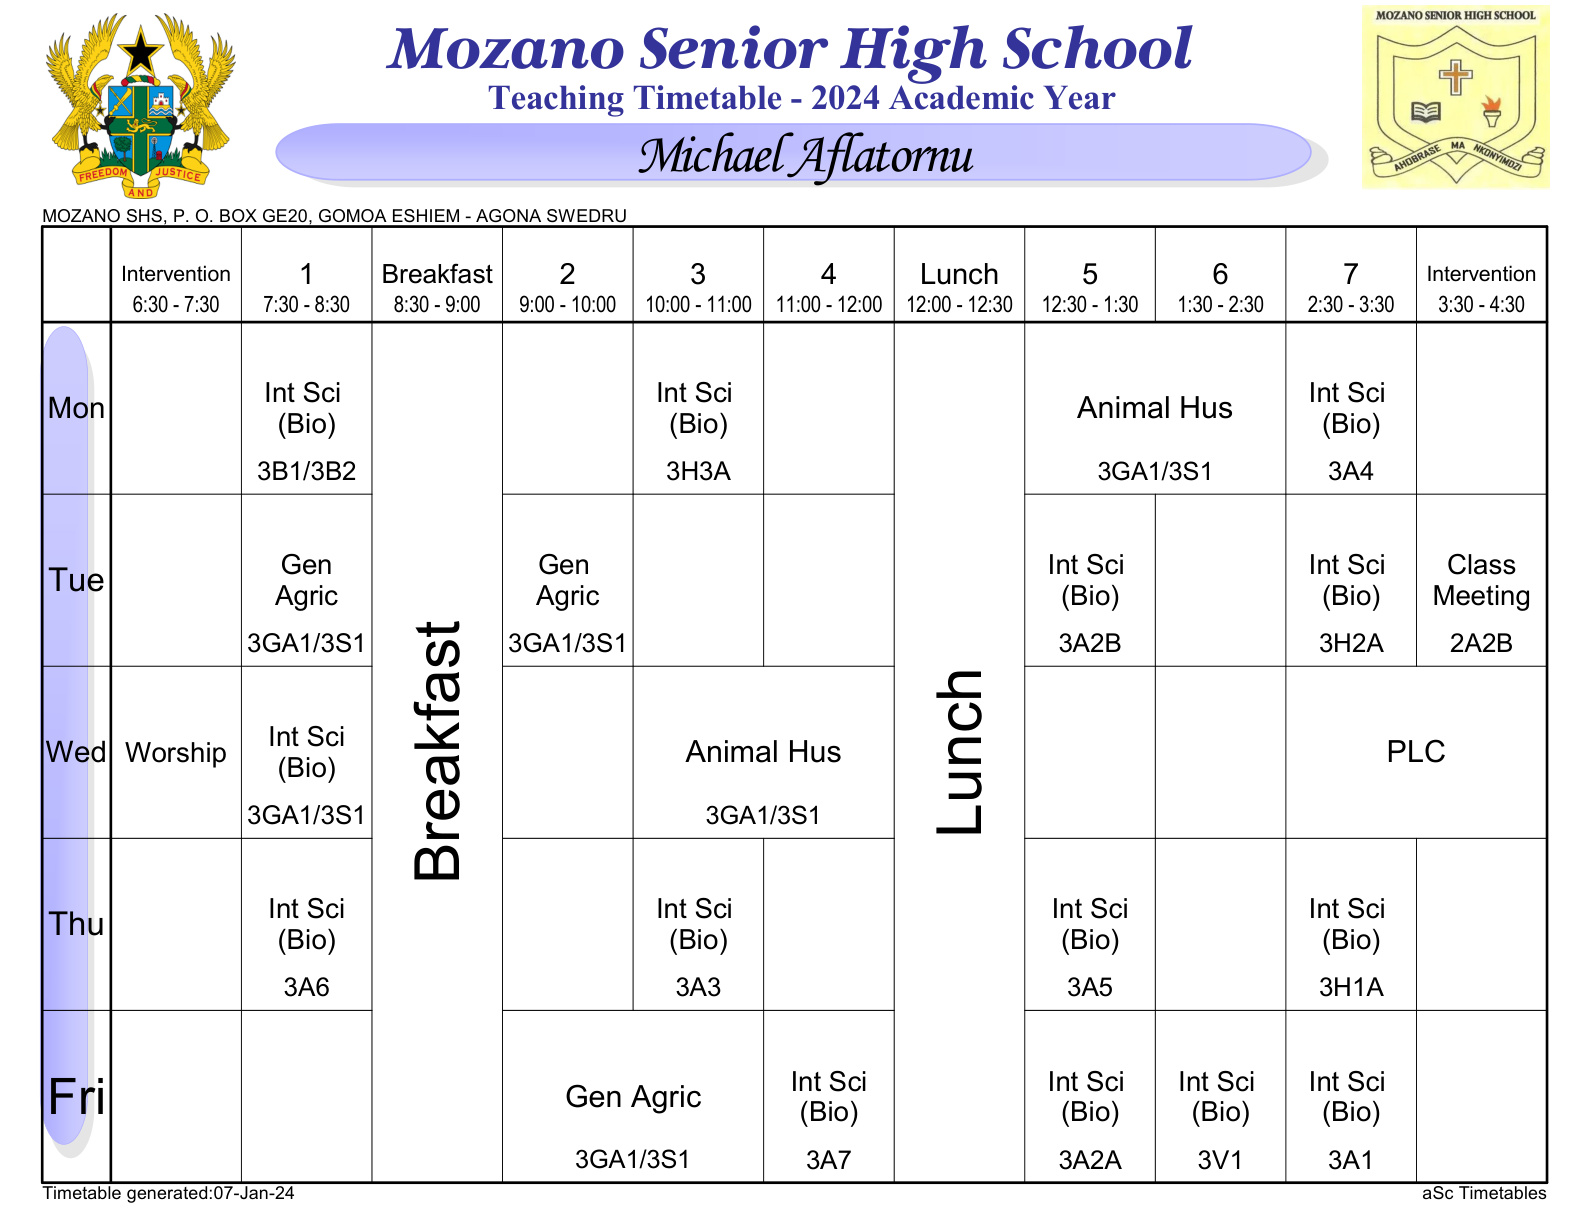 Mozano Senior High School
Teaching Timetable - 2024 Academic Year
Michael Aflatornu
FREEDOM AND JUSTICE
MOZANO SENIOR HIGH SCHOOL
AHOBRASE MA NKONYIMDZI
MOZANO SHS, P. O. BOX GE20, GOMOA ESHIEM - AGONA SWEDRU
Intervention 1 Breakfast 2 3 4 Lunch 5 6 7 Intervention
6:30 - 7:30 7:30 - 8:30 8:30 - 9:00 9:00 - 10:00 10:00 - 11:00 11:00 - 12:00 12:00 - 12:30 12:30 - 1:30 1:30 - 2:30 2:30 - 3:30 3:30 - 4:30
Mon
Int Sci
(Bio)
3B1/3B2
Int Sci
(Bio)
3H3A
Animal Hus
3GA1/3S1
Int Sci
(Bio)
3A4
Tue
Gen
Agric
3GA1/3S1
Gen
Agric
3GA1/3S1
Int Sci
(Bio)
3A2B
Int Sci
(Bio)
3H2A
Class
Meeting
2A2B
Breakfast
Lunch
Wed
Worship
Int Sci
(Bio)
3GA1/3S1
Animal Hus
3GA1/3S1
PLC
Thu
Int Sci
(Bio)
3A6
Int Sci
(Bio)
3A3
Int Sci
(Bio)
3A5
Int Sci
(Bio)
3H1A
Fri
Gen Agric
3GA1/3S1
Int Sci
(Bio)
3A7
Int Sci
(Bio)
3A2A
Int Sci
(Bio)
3V1
Int Sci
(Bio)
3A1
Timetable generated:07-Jan-24
aSc Timetables